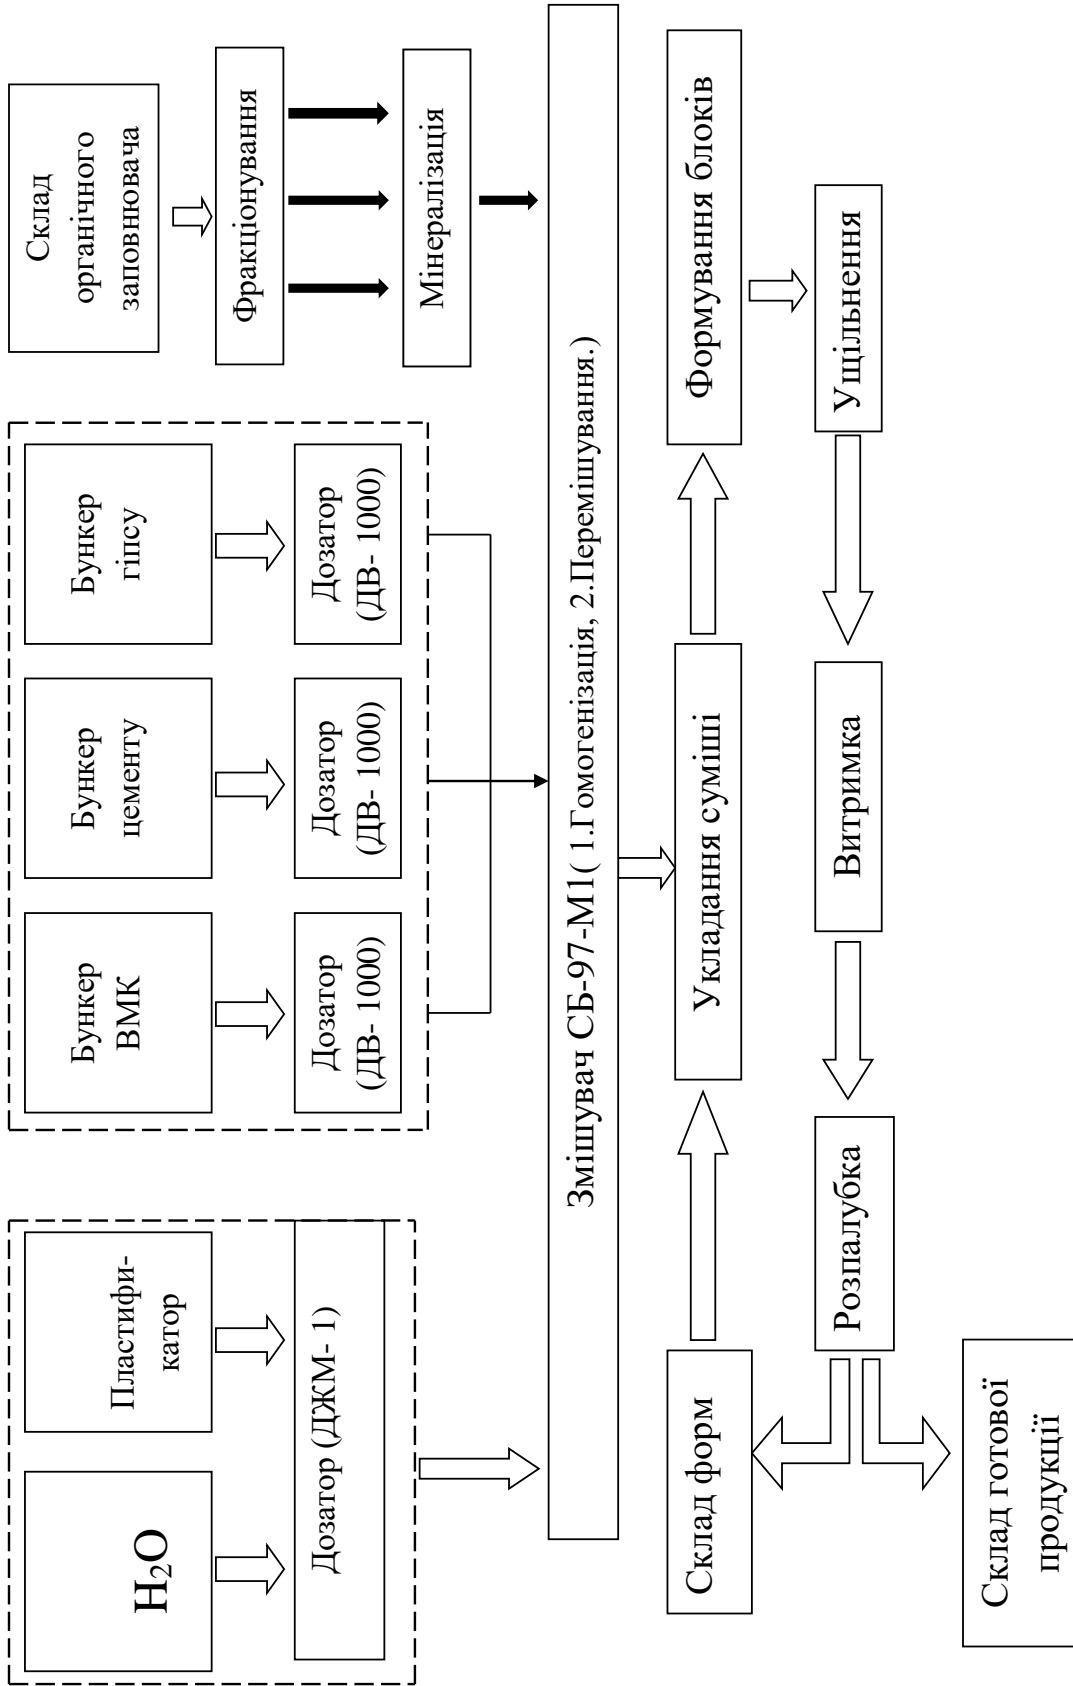 H2O
Пластифи-
катор
Дозатор (ДЖМ- 1)
Бункер
ВМК
Бункер
цементу
Бункер
гіпсу
Дозатор
(ДВ- 1000)
Дозатор
(ДВ- 1000)
Дозатор
(ДВ- 1000)
Склад
органічного
заповнювача
Фракціонування
Мінералізація
Змішувач СБ-97-М1( 1.Гомогенізація, 2.Перемішування.)
Склад форм
Укладання суміші
Формування блоків
Ущільнення
Витримка
Розпалубка
Склад готової
продукції